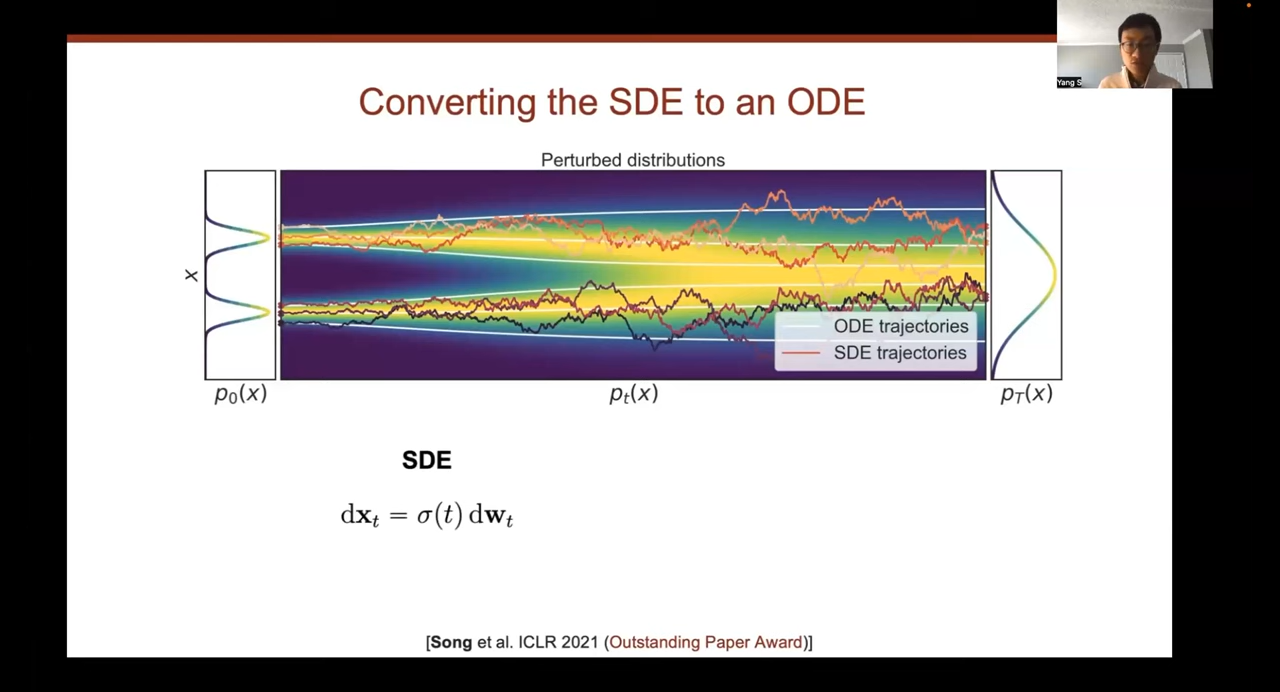 Yang S
Converting the SDE to an ODE
Perturbed distributions
x
ODE trajectories
SDE trajectories
p₀(x)
pₜ(x)
p_T(x)
SDE
dxₜ = σ(t) dwₜ
[Song et al. ICLR 2021 (Outstanding Paper Award)]